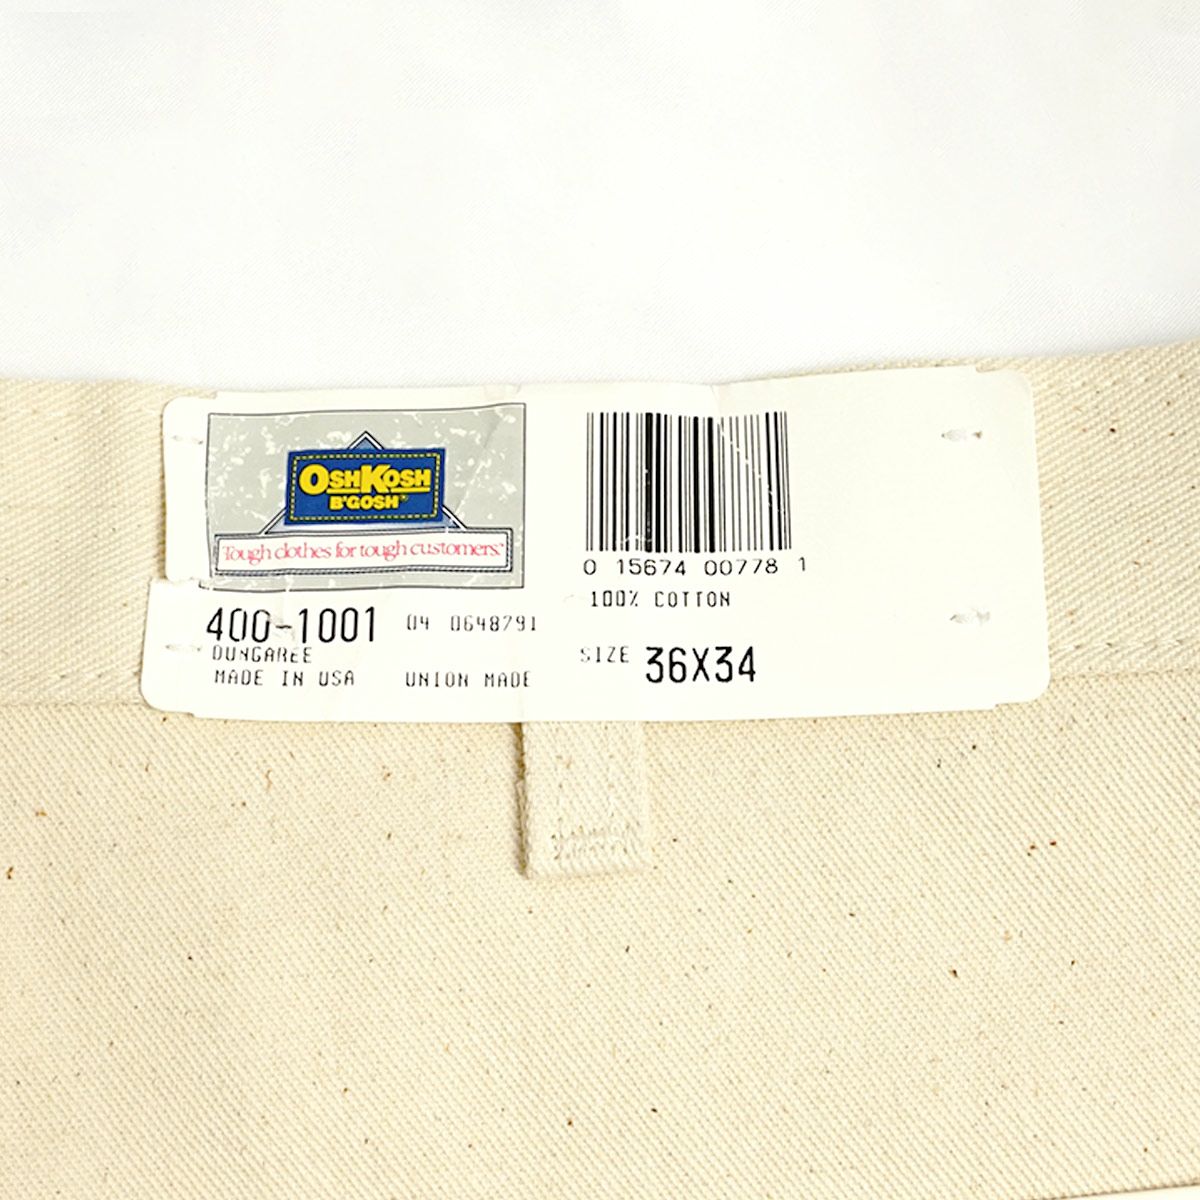 OSHKOSH
B'GOSH®
Tough clothes for tough customers.
400-1001 04 0648791
DUNGAREE
MADE IN USA UNION MADE
0 15674 00778 1
100% COTTON
SIZE 36X34